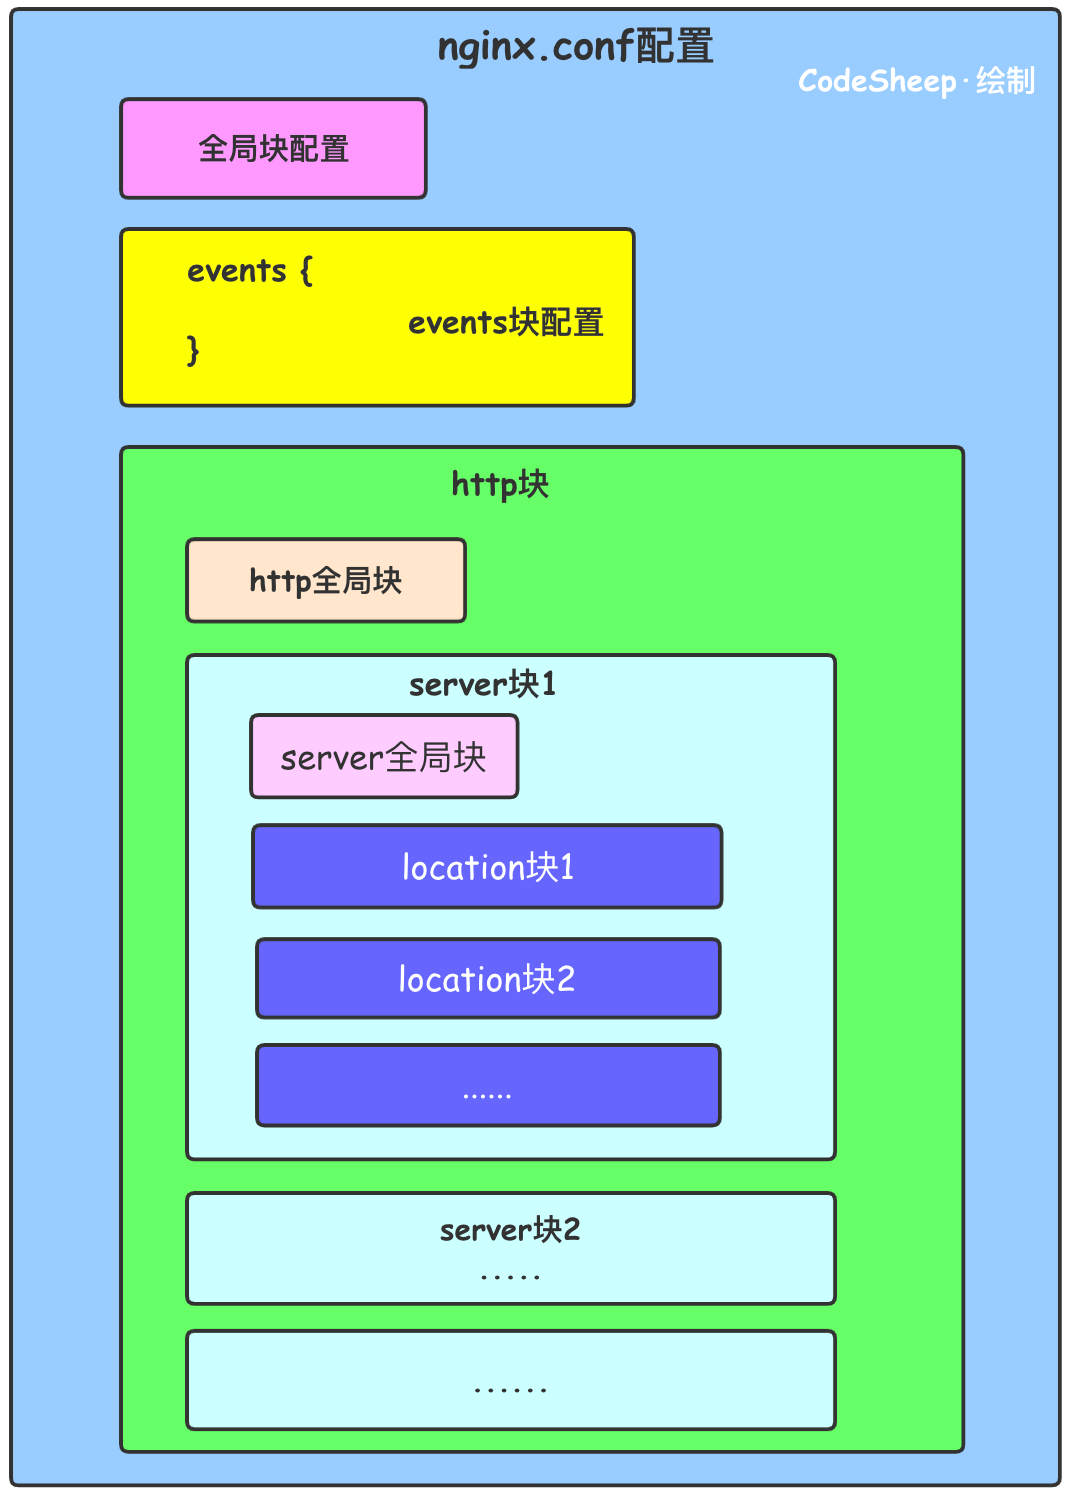 nginx.conf配置
CodeSheep·绘制
全局块配置
events {
events块配置
}
http块
http全局块
server块1
server全局块
location块1
location块2
......
server块2
.....
......